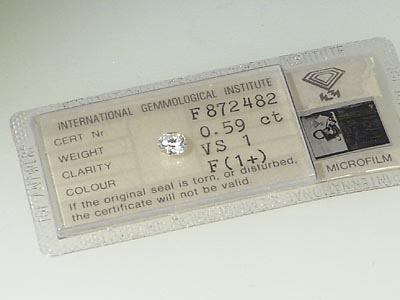 INTERNATIONAL GEMMOLOGICAL INSTITUTE
CERT Nr F872482
WEIGHT 0.59 ct
CLARITY VS 1
COLOUR F(1+)
If the original seal is torn, or disturbed,
the certificate will not be valid.
MICROFILM